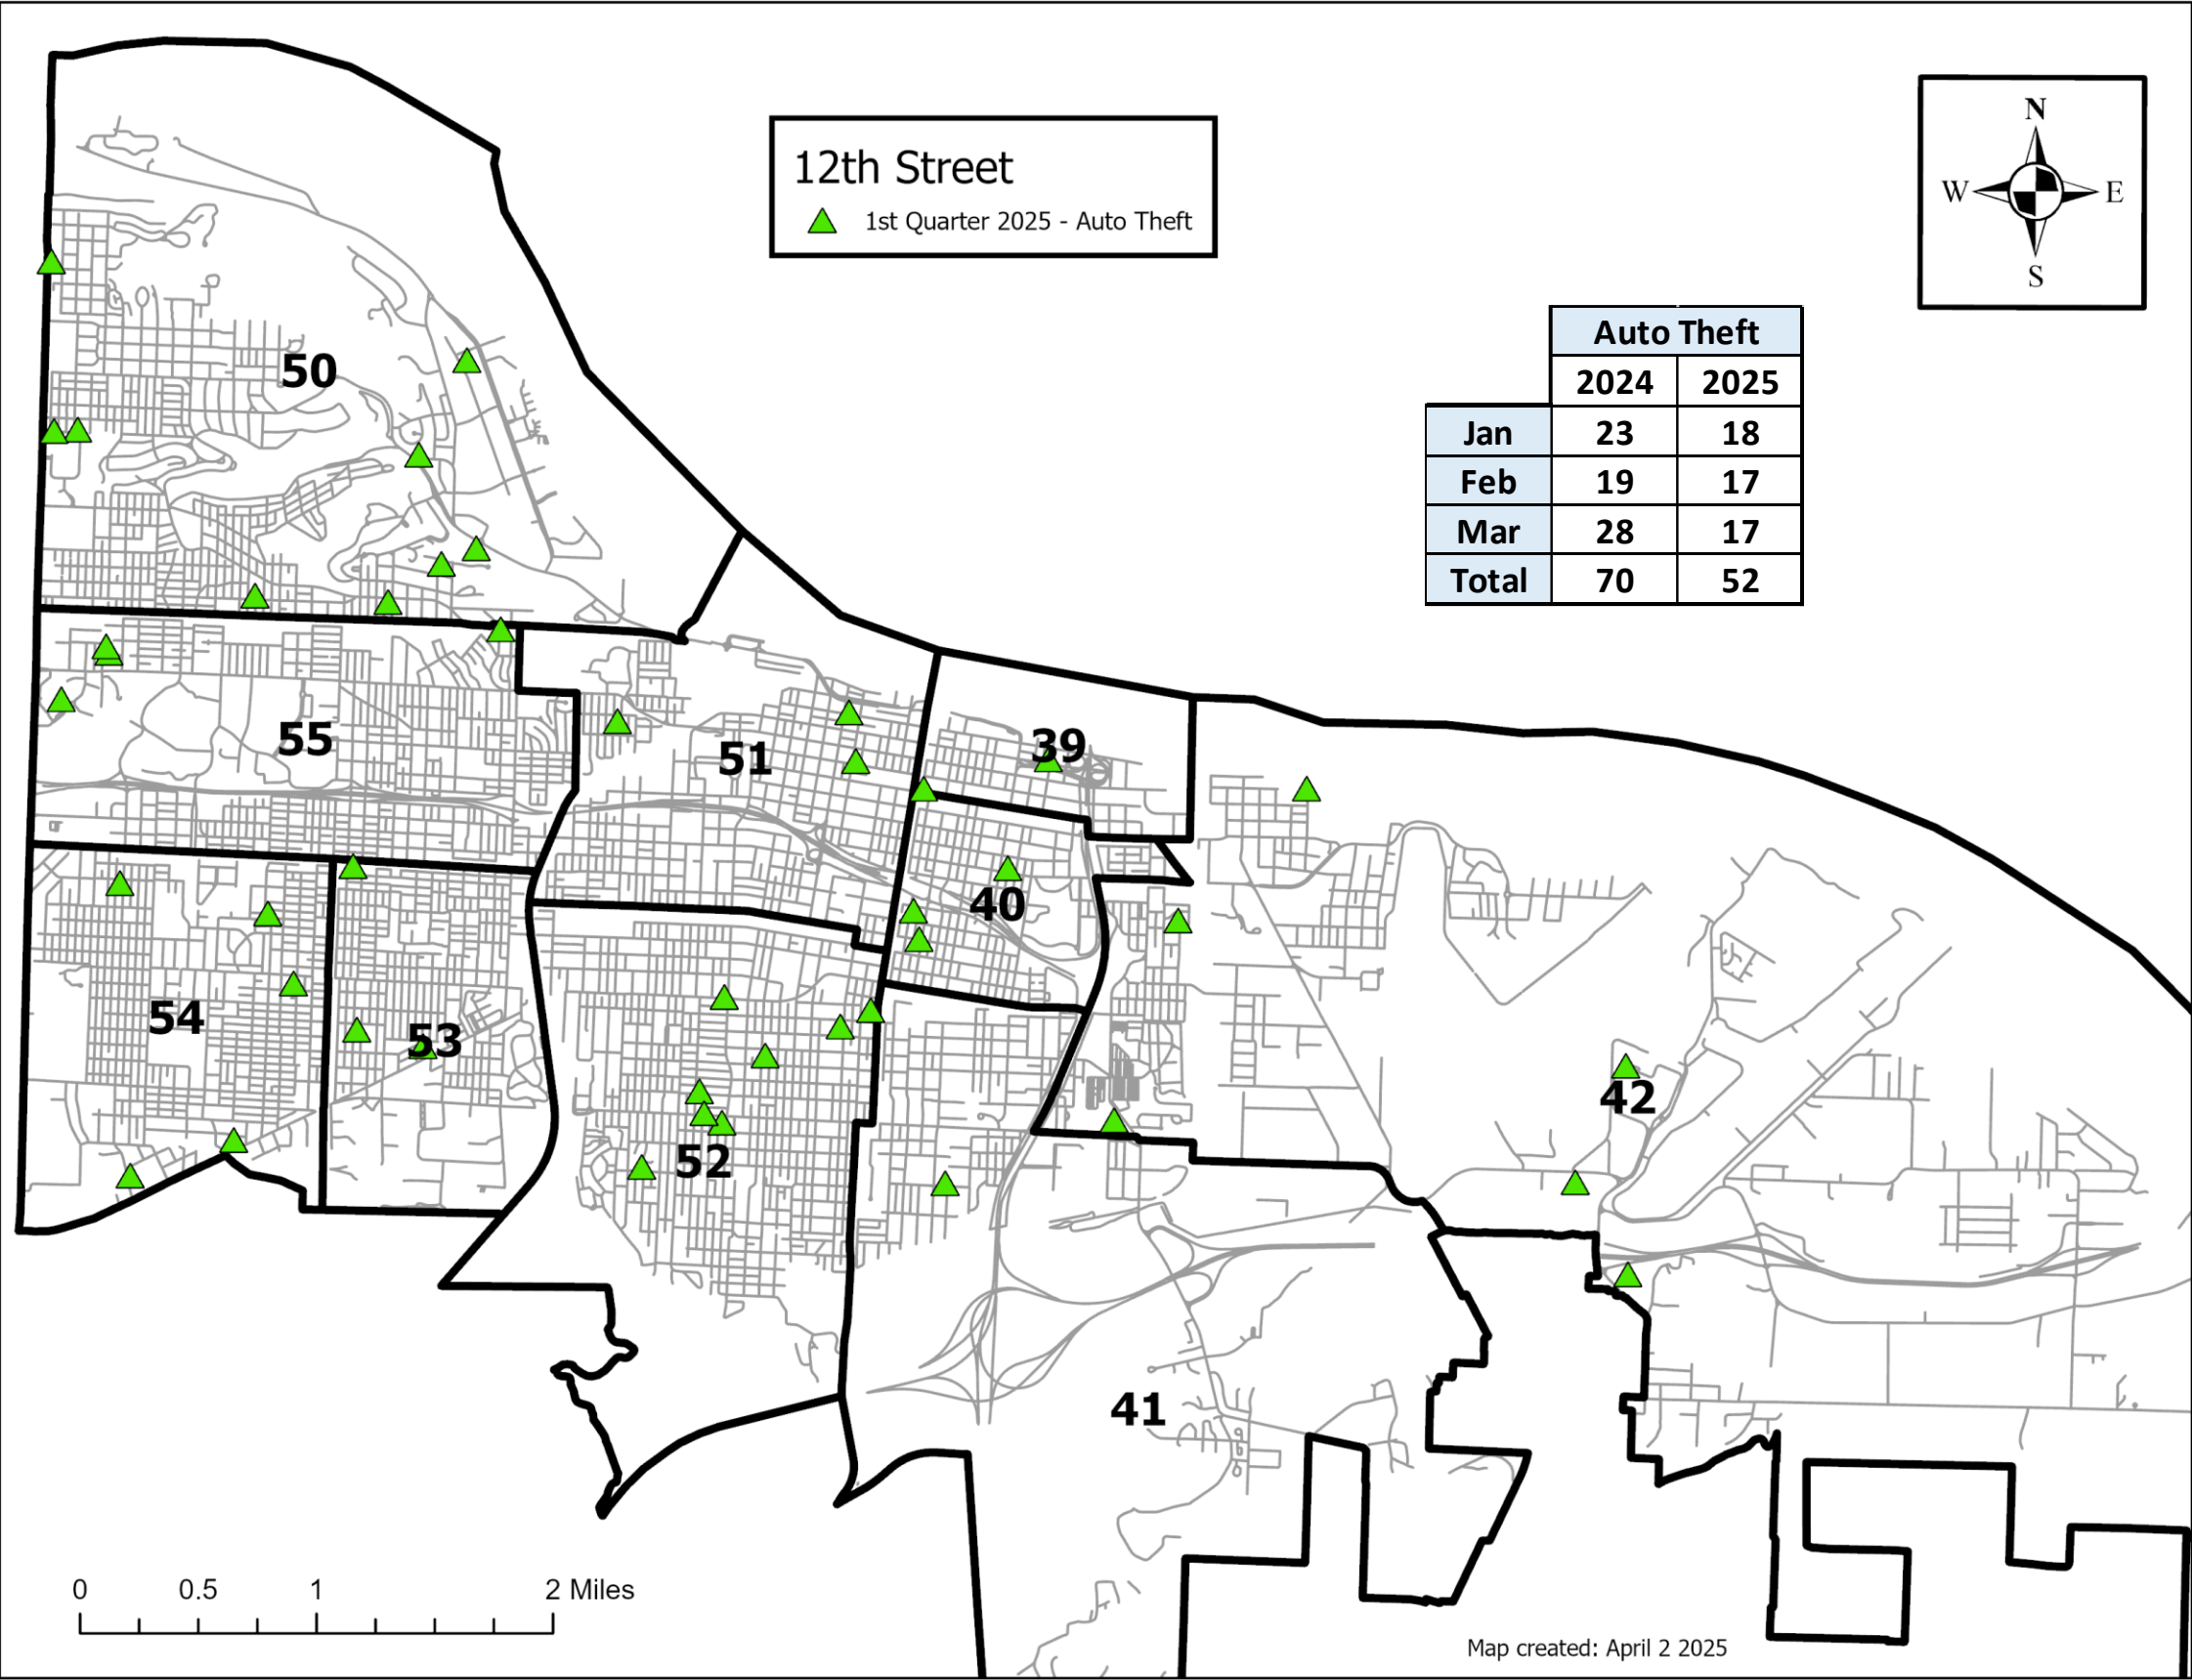 12th Street
1st Quarter 2025 - Auto Theft
N
W E
S
Auto Theft
2024 2025
Jan 23 18
Feb 19 17
Mar 28 17
Total 70 52
50
55
51
39
40
54
53
52
42
41
0 0.5 1 2 Miles
Map created: April 2 2025